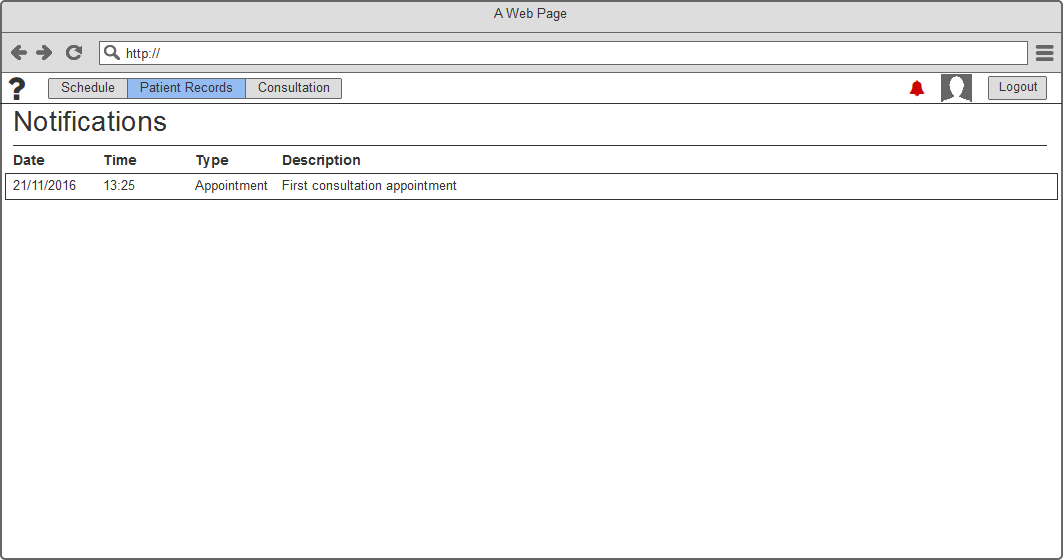 A Web Page
http://
? Schedule Patient Records Consultation Logout
Notifications
Date Time Type Description
21/11/2016 13:25 Appointment First consultation appointment